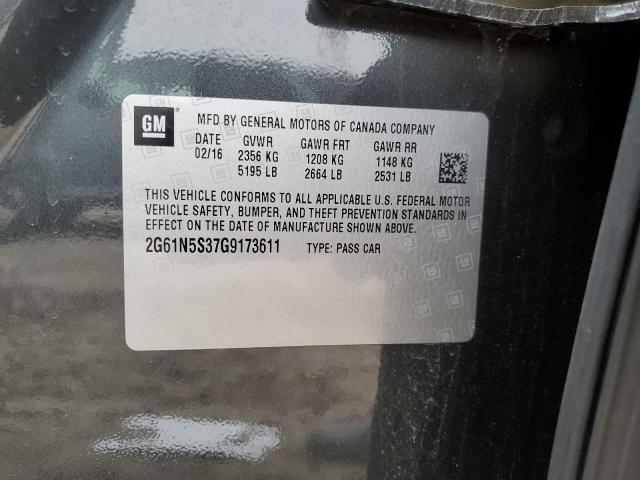 GM
MFD BY GENERAL MOTORS OF CANADA COMPANY
DATE GVWR GAWR FRT GAWR RR
02/16 2356 KG 1208 KG 1148 KG
5195 LB 2664 LB 2531 LB
THIS VEHICLE CONFORMS TO ALL APPLICABLE U.S. FEDERAL MOTOR
VEHICLE SAFETY, BUMPER, AND THEFT PREVENTION STANDARDS IN
EFFECT ON THE DATE OF MANUFACTURE SHOWN ABOVE.
2G61N5S37G9173611 TYPE: PASS CAR